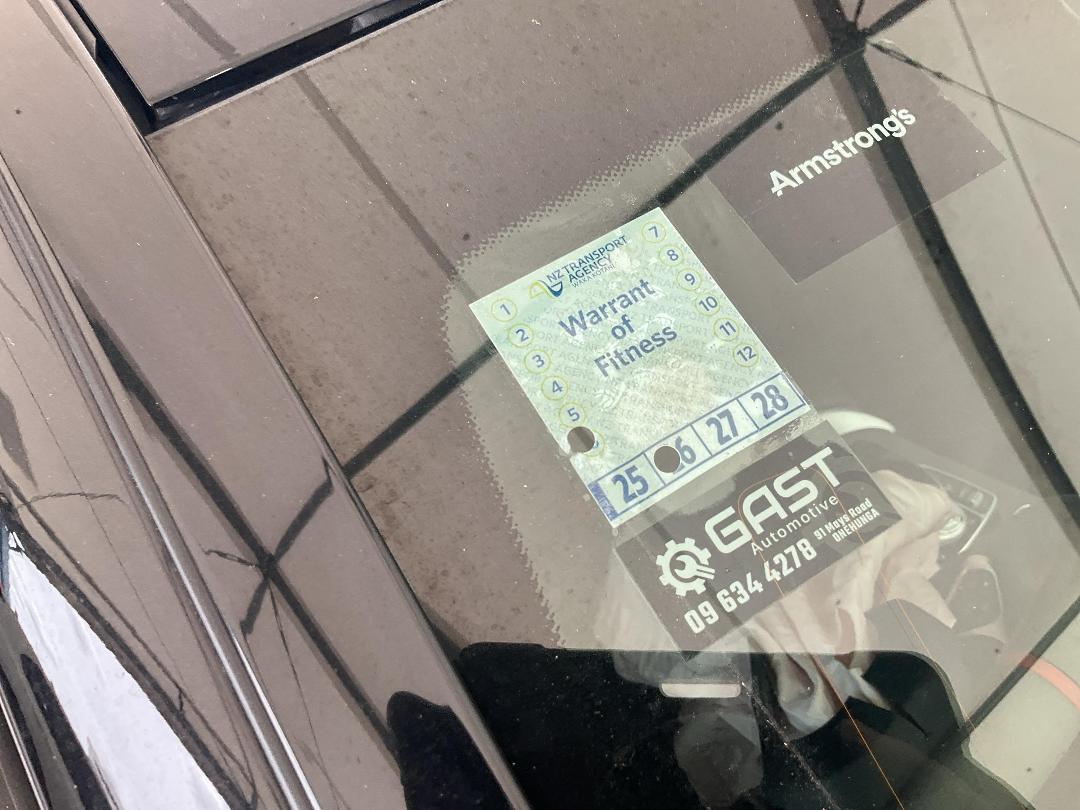 Armstrong's
NZ TRANSPORT
AGENCY
WAKA KOTAHI
Warrant
of
Fitness
1
2
3
4
5
7
8
9
10
11
12
25 6 27 28
GAST
Automotive
09 634 4278
91 Mays Road
ONEHUNGA